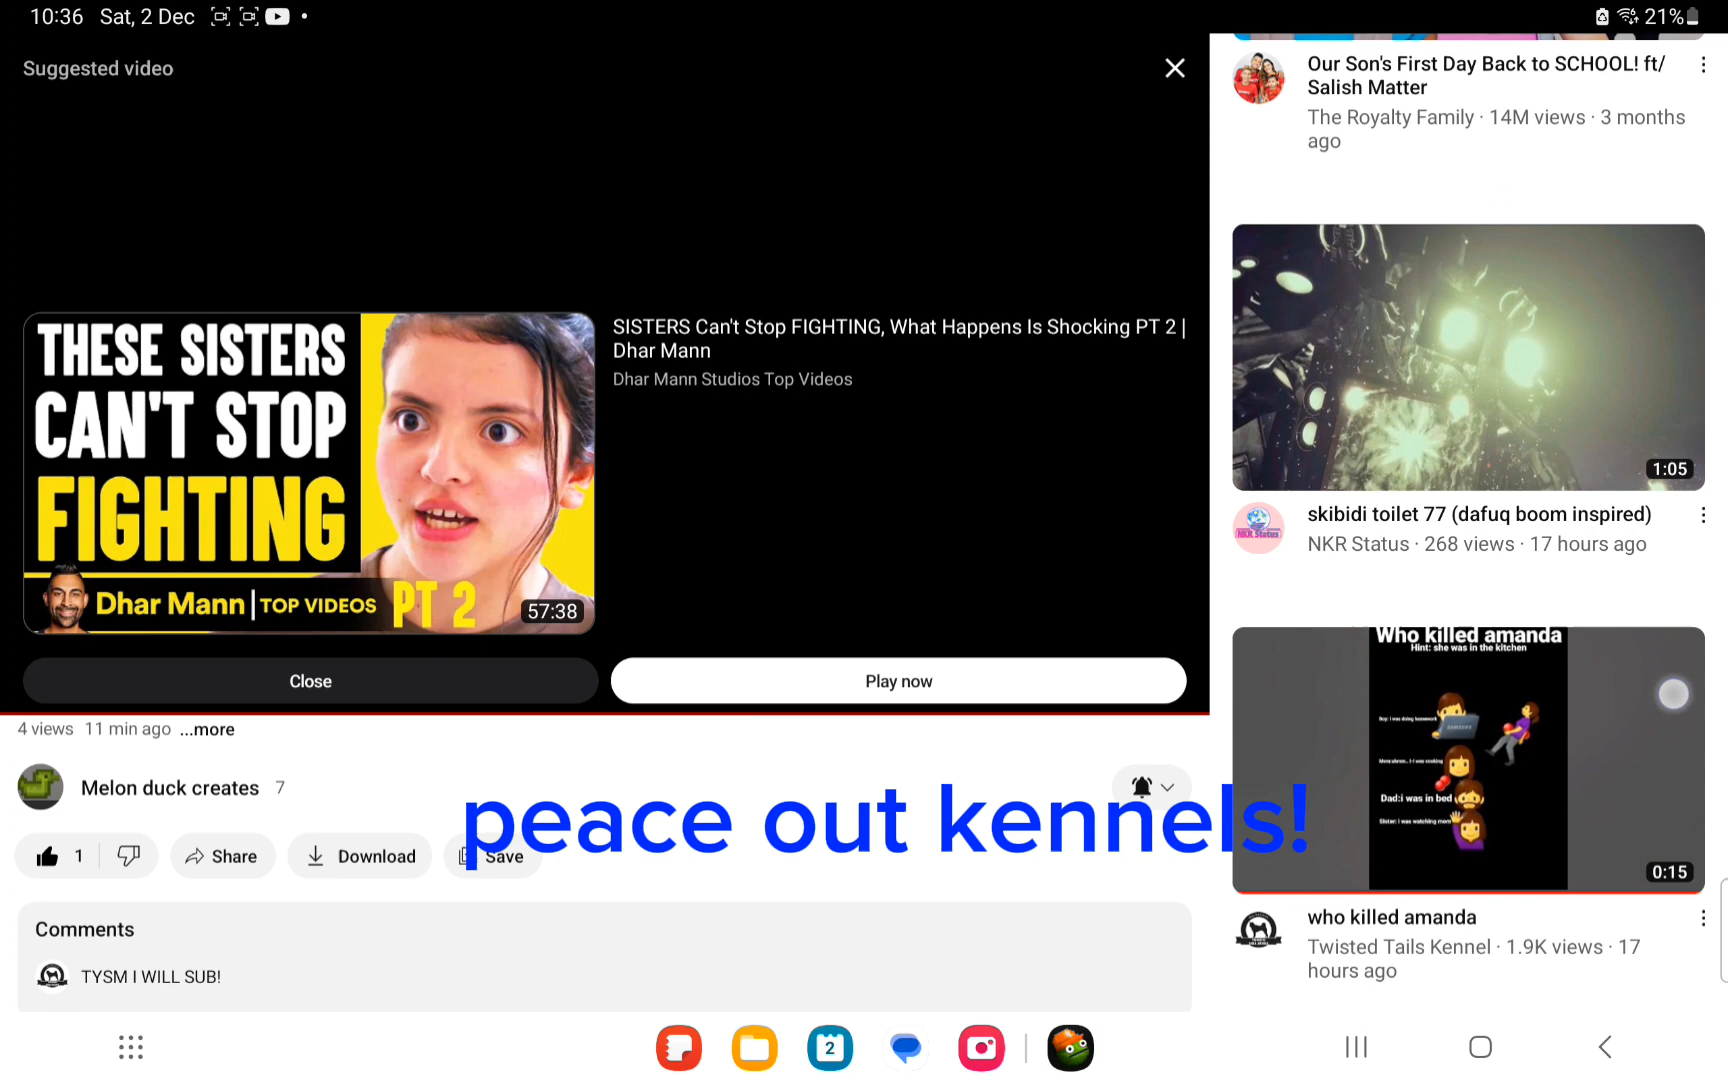 10:36 Sat, 2 Dec
21%
Suggested video
THESE SISTERS
CAN'T STOP
FIGHTING
Dhar Mann | TOP VIDEOS PT 2
57:38
SISTERS Can't Stop FIGHTING, What Happens Is Shocking PT 2 |
Dhar Mann
Dhar Mann Studios Top Videos
Close
Play now
4 views 11 min ago ...more
Melon duck creates 7
peace out kennels!
1
Share
Download
Save
Comments
TYSM I WILL SUB!
Our Son's First Day Back to SCHOOL! ft/
Salish Matter
The Royalty Family · 14M views · 3 months
ago
1:05
skibidi toilet 77 (dafuq boom inspired)
NKR Status
NKR Status · 268 views · 17 hours ago
Who killed amanda
Hint: she was in the kitchen
Boy: I was doing homework
SAMSUNG
Dad:i was in bed
Sister: I was watching mom
0:15
who killed amanda
Twisted Tails Kennel · 1.9K views · 17
hours ago
2